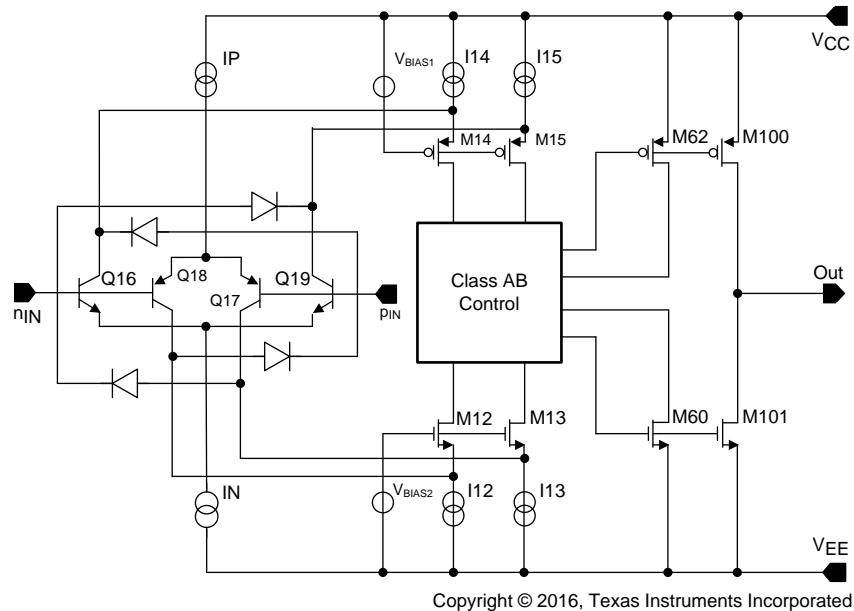 IP
VBIAS1
I14
I15
VCC
M14
M15
M62
M100
Q16
Q18
Q17
Q19
nIN
pIN
Class AB
Control
Out
M12
M13
M60
M101
IN
VBIAS2
I12
I13
VEE
Copyright © 2016, Texas Instruments Incorporated